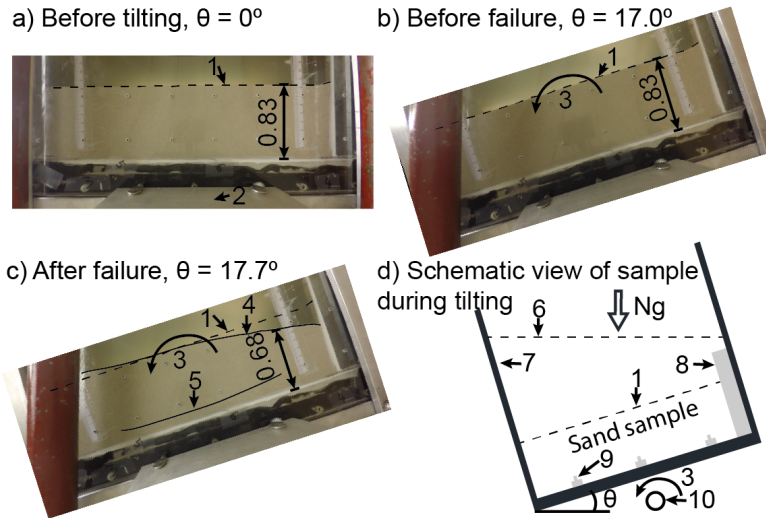 a) Before tilting, θ = 0º
1
0.83
2
b) Before failure, θ = 17.0º
1
3
0.83
c) After failure, θ = 17.7º
4
1
3
0.68
5
d) Schematic view of sample
during tilting
6
Ng
7
8
1
Sand sample
9
θ
3
10